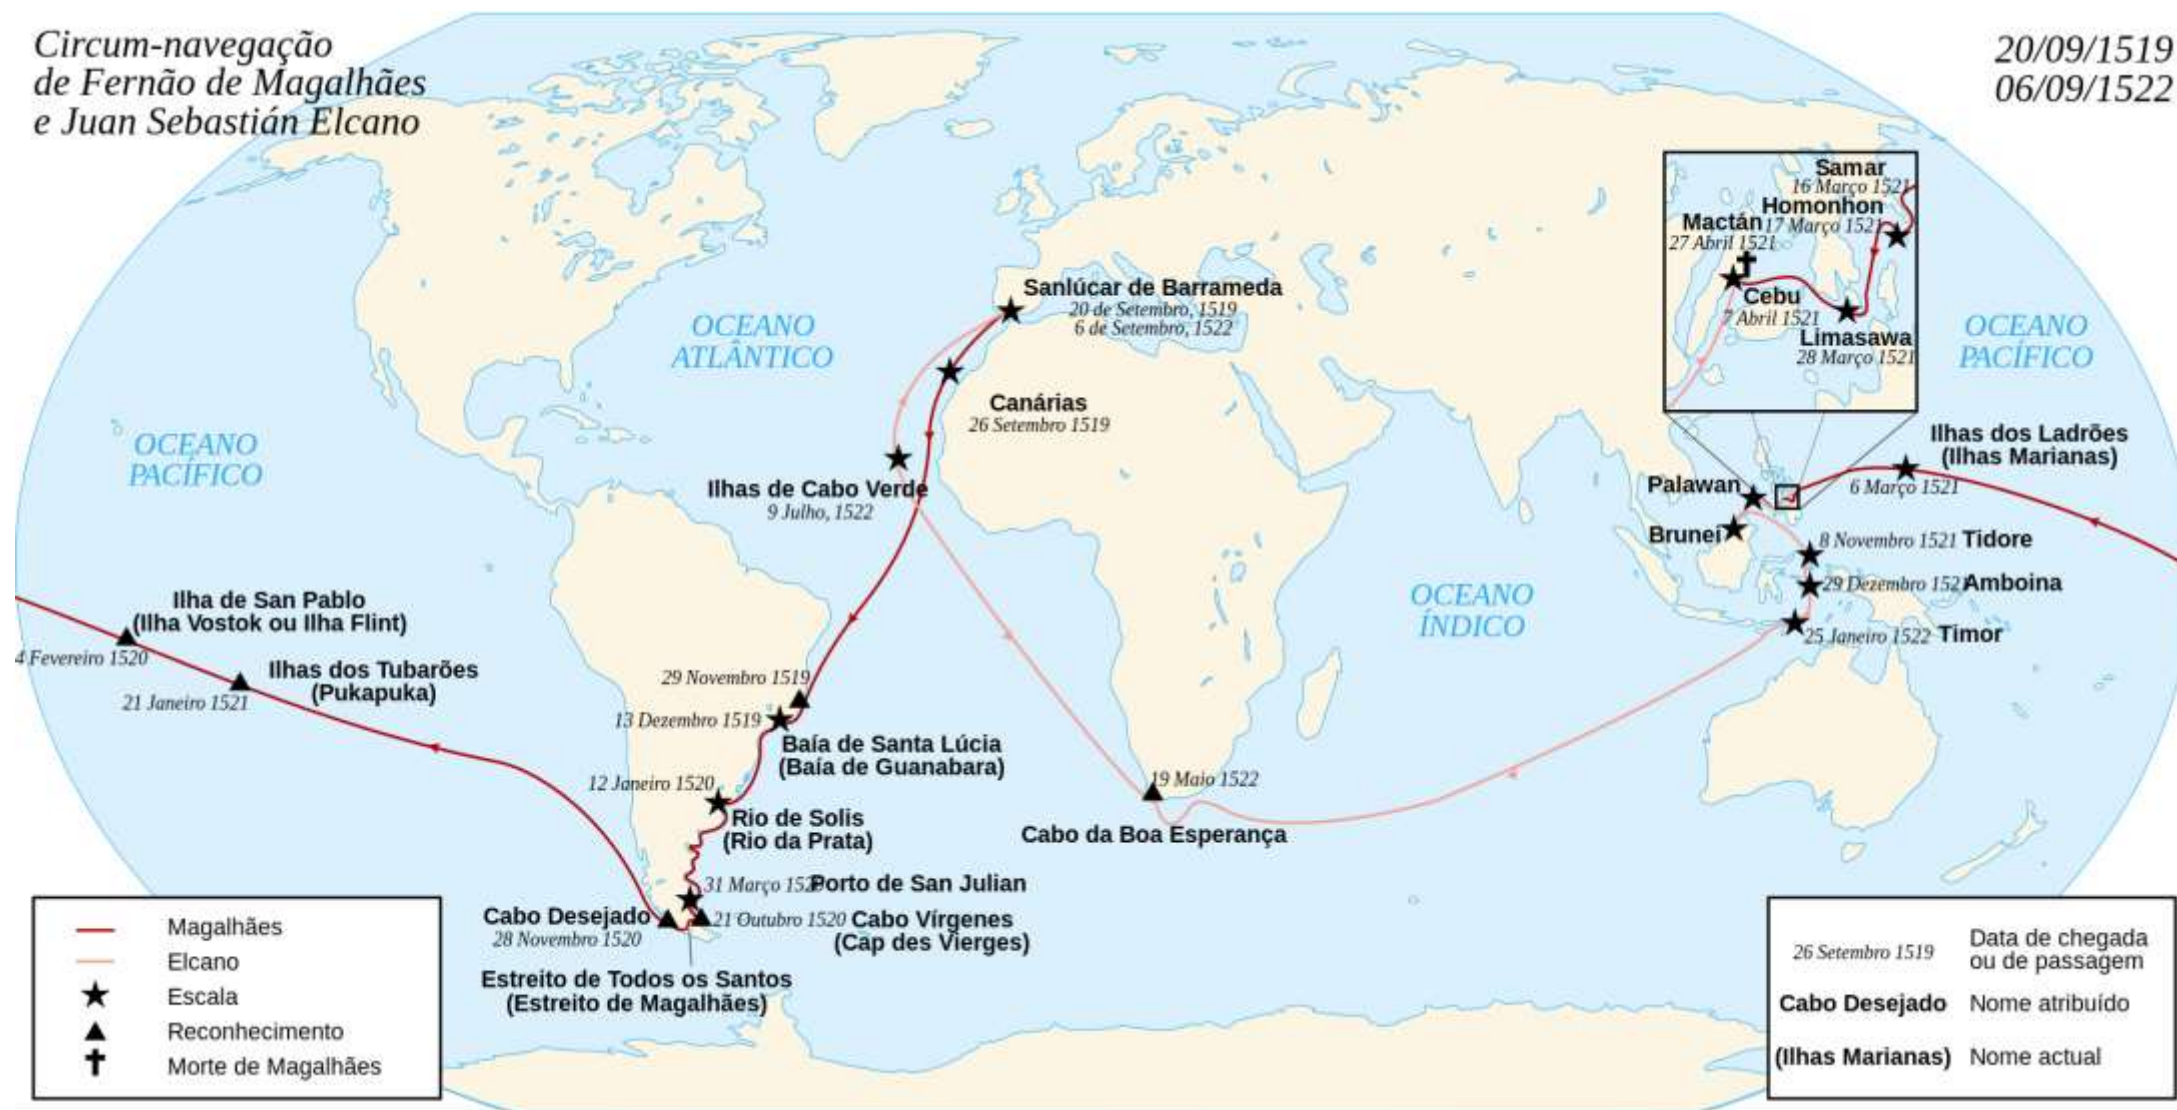 Circum-navegação
de Fernão de Magalhães
e Juan Sebastián Elcano
20/09/1519
06/09/1522
Samar
16 Março 1521
Homonhon
17 Março 1521
Mactán
27 Abril 1521
Cebu
7 Abril 1521
Limasawa
28 Março 1521
Sanlúcar de Barrameda
20 de Setembro, 1519
6 de Setembro, 1522
OCEANO
ATLÂNTICO
OCEANO
PACÍFICO
Canárias
26 Setembro 1519
OCEANO
PACÍFICO
Ilhas dos Ladrões
(Ilhas Marianas)
6 Março 1521
Ilhas de Cabo Verde
9 Julho, 1522
Palawan
Brunei
8 Novembro 1521 Tidore
29 Dezembro 1521 Amboina
25 Janeiro 1522 Timor
OCEANO
ÍNDICO
Ilha de San Pablo
(Ilha Vostok ou Ilha Flint)
4 Fevereiro 1520
Ilhas dos Tubarões
(Pukapuka)
21 Janeiro 1521
29 Novembro 1519
13 Dezembro 1519
Baía de Santa Lúcia
(Baía de Guanabara)
12 Janeiro 1520
Rio de Solis
(Rio da Prata)
19 Maio 1522
Cabo da Boa Esperança
31 Março 1520 Porto de San Julian
Cabo Desejado
28 Novembro 1520
21 Outubro 1520 Cabo Vírgenes
(Cap des Vierges)
Estreito de Todos os Santos
(Estreito de Magalhães)
Magalhães
Elcano
Escala
Reconhecimento
Morte de Magalhães
26 Setembro 1519 Data de chegada
ou de passagem
Cabo Desejado Nome atribuído
(Ilhas Marianas) Nome actual